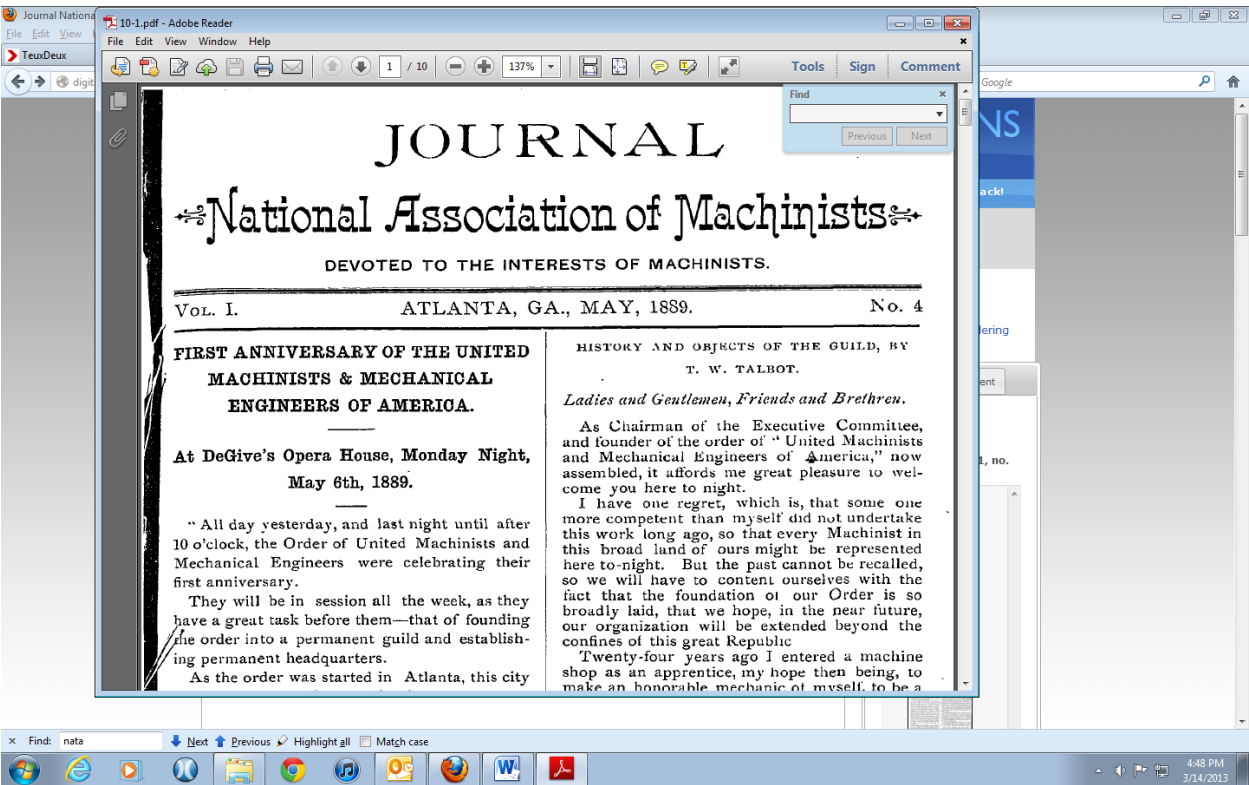 Journal Nationa
10-1.pdf - Adobe Reader
File Edit View
File Edit View Window Help
TeuxDeux
1 / 10
137%
Tools Sign Comment
digit
Google
Find
Previous Next
NS
ack!
lering
ent
1, no.
JOURNAL
National Association of Machinists
DEVOTED TO THE INTERESTS OF MACHINISTS.
VOL. I. ATLANTA, GA., MAY, 1889. No. 4
FIRST ANNIVERSARY OF THE UNITED
MACHINISTS & MECHANICAL
ENGINEERS OF AMERICA.
At DeGive's Opera House, Monday Night,
May 6th, 1889.
" All day yesterday, and last night until after
10 o'clock, the Order of United Machinists and
Mechanical Engineers were celebrating their
first anniversary.
They will be in session all the week, as they
have a great task before them—that of founding
the order into a permanent guild and establish-
ing permanent headquarters.
As the order was started in Atlanta, this city
HISTORY AND OBJECTS OF THE GUILD, BY
T. W. TALBOT.
Ladies and Gentlemen, Friends and Brethren,
As Chairman of the Executive Committee,
and founder of the order of " United Machinists
and Mechanical Engineers of America," now
assembled, it affords me great pleasure to wel-
come you here to night.
I have one regret, which is, that some one
more competent than myself did not undertake
this work long ago, so that every Machinist in
this broad land of ours might be represented
here to-night. But the past cannot be recalled,
so we will have to content ourselves with the
fact that the foundation of our Order is so
broadly laid, that we hope, in the near future,
our organization will be extended beyond the
confines of this great Republic
Twenty-four years ago I entered a machine
shop as an apprentice, my hope then being, to
make an honorable mechanic of myself, to be a
Find: nata Next Previous Highlight all Match case
4:48 PM
3/14/2013